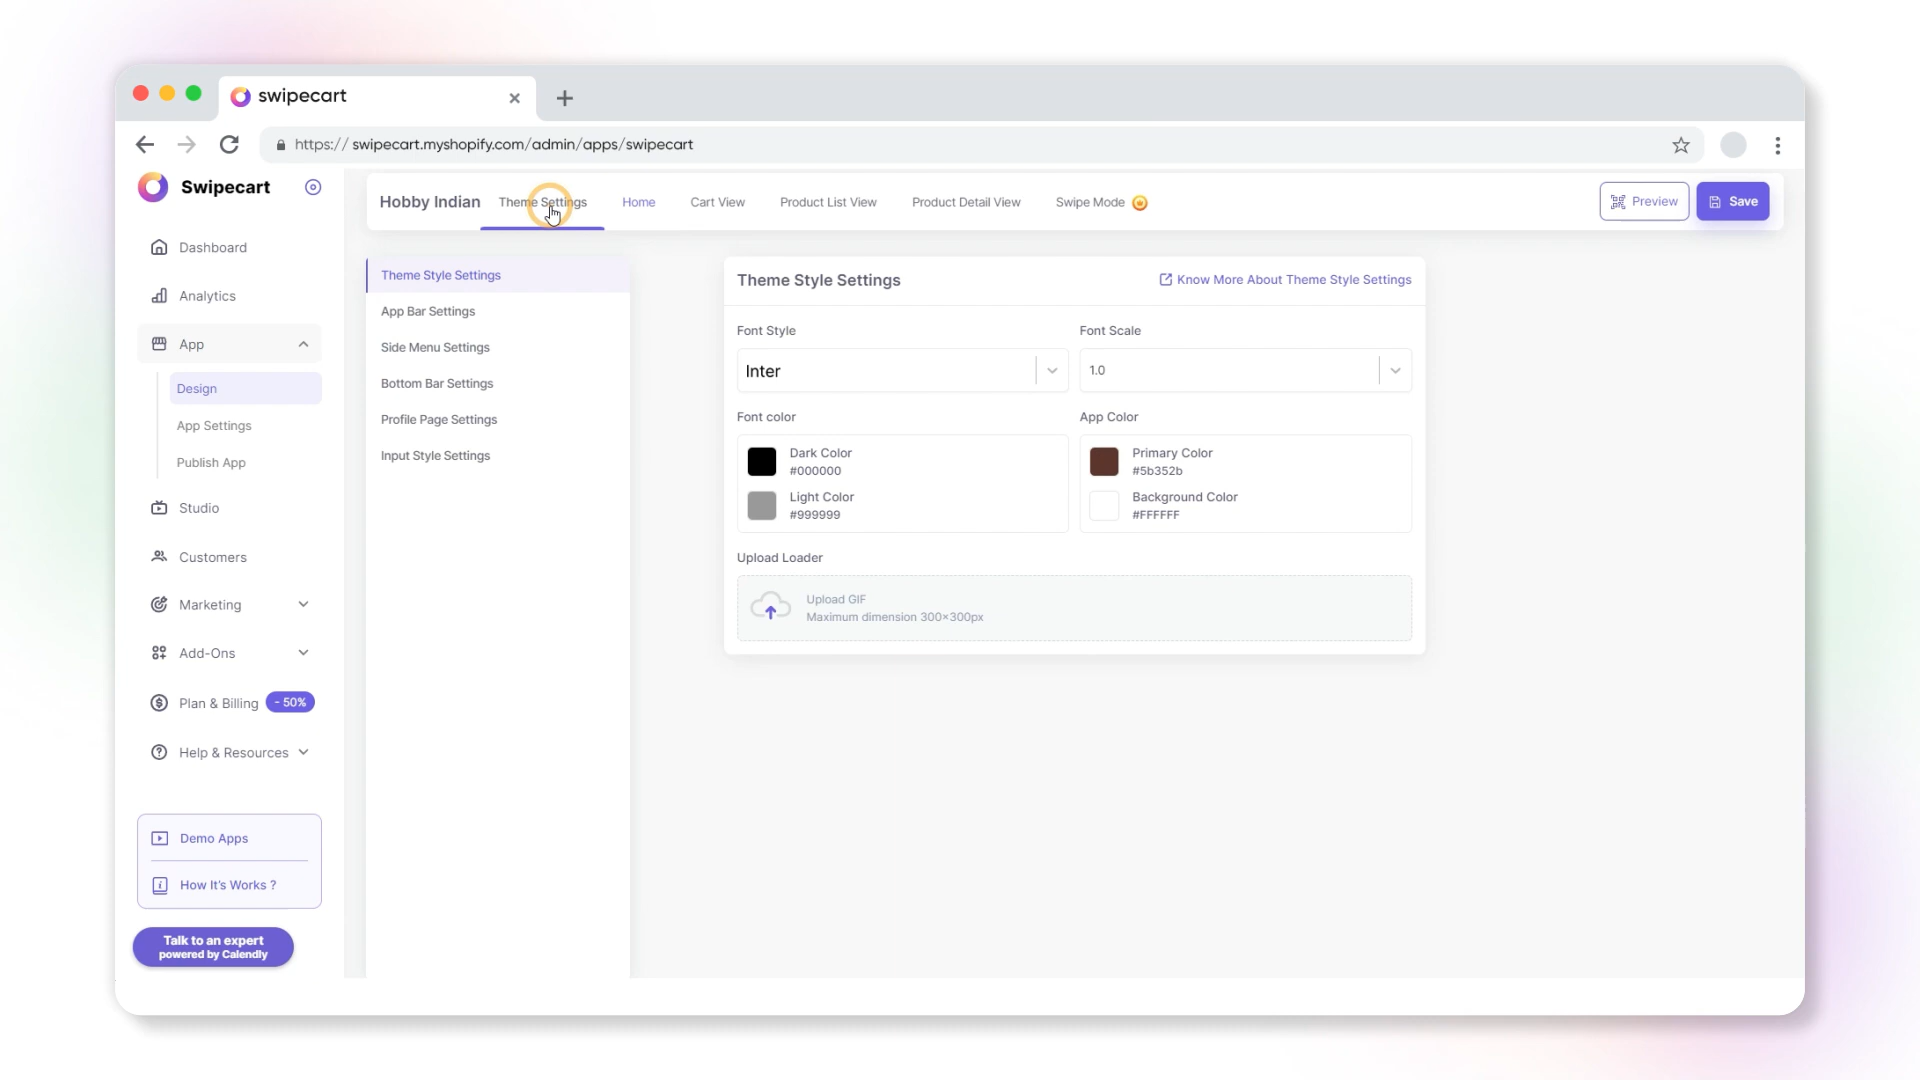 swipecart
https:// swipecart.myshopify.com/admin/apps/swipecart
Swipecart
Dashboard
Analytics
App
Design
App Settings
Publish App
Studio
Customers
Marketing
Add-Ons
Plan & Billing - 50%
Help & Resources
Demo Apps
How It's Works ?
Talk to an expert
powered by Calendly
Hobby Indian Theme Settings Home Cart View Product List View Product Detail View Swipe Mode Preview Save
Theme Style Settings
App Bar Settings
Side Menu Settings
Bottom Bar Settings
Profile Page Settings
Input Style Settings
Theme Style Settings Know More About Theme Style Settings
Font Style Font Scale
Inter 1.0
Font color App Color
Dark Color
#000000
Light Color
#999999
Primary Color
#5b352b
Background Color
#FFFFFF
Upload Loader
Upload GIF
Maximum dimension 300×300px